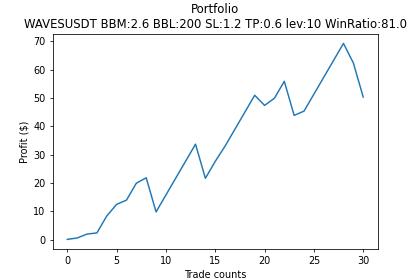 Portfolio
WAVESUSDT BBM:2.6 BBL:200 SL:1.2 TP:0.6 lev:10 WinRatio:81.0
70
60
50
40
30
20
10
0
Profit ($)
0 5 10 15 20 25 30
Trade counts